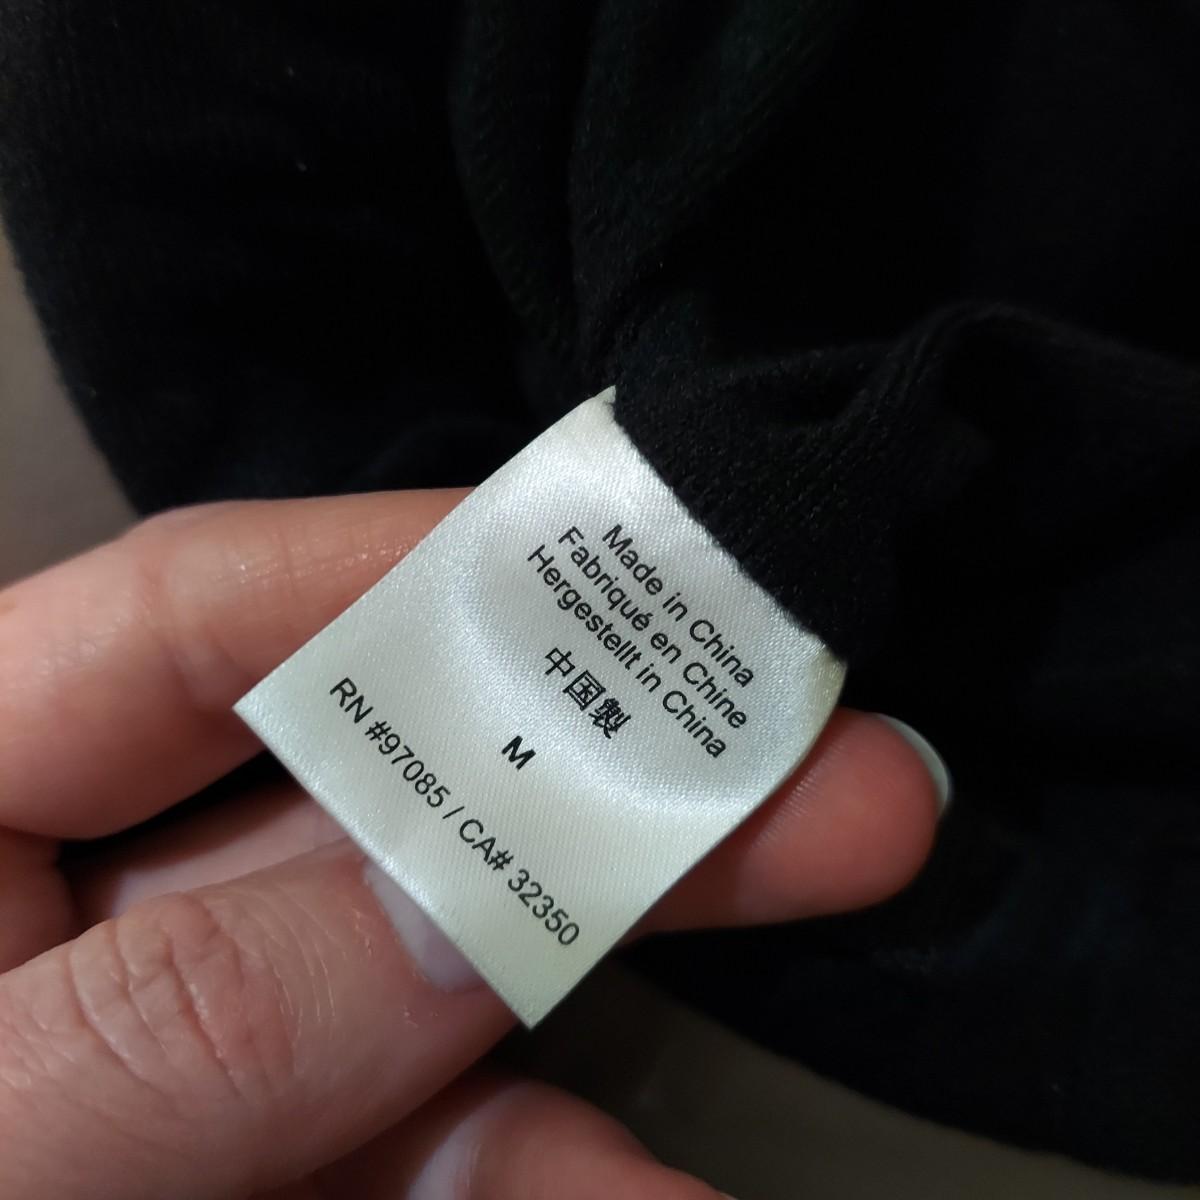 Made in China
Fabriqué en Chine
Hergestellt in China
中国製
M
RN #97085 / CA# 32350